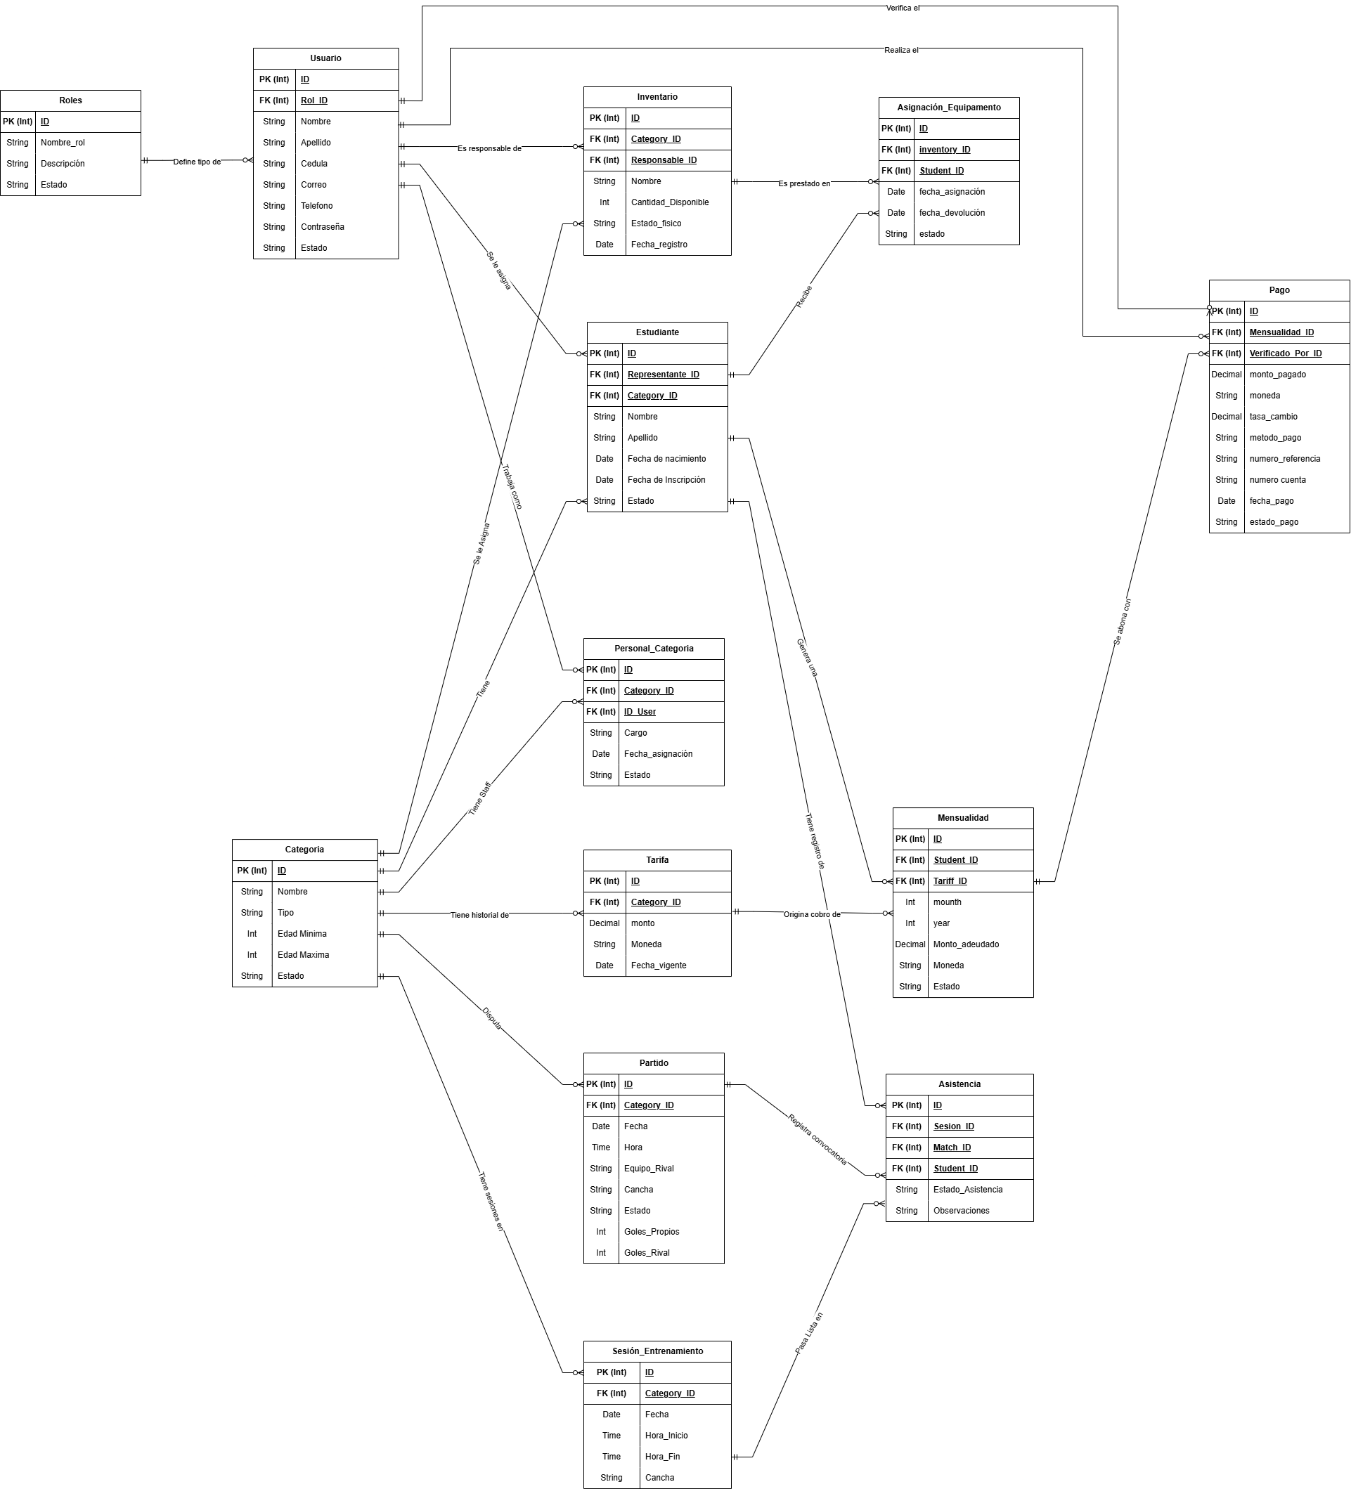 Verifica el
Realiza el
Usuario
PK (Int) ID
FK (Int) Rol_ID
String Nombre
String Apellido
String Cedula
String Correo
String Telefono
String Contraseña
String Estado
Roles
PK (Int) ID
String Nombre_rol
String Descripción
String Estado
Define tipo de
Es responsable de
Inventario
PK (Int) ID
FK (Int) Category_ID
FK (Int) Responsable_ID
String Nombre
Int Cantidad_Disponible
String Estado_fisico
Date Fecha_registro
Es prestado en
Asignación_Equipamento
PK (Int) ID
FK (Int) inventory_ID
FK (Int) Student_ID
Date fecha_asignación
Date fecha_devolución
String estado
Se le asigna
Recibe
Pago
PK (Int) ID
FK (Int) Mensualidad_ID
FK (Int) Verificado_Por_ID
Decimal monto_pagado
String moneda
Decimal tasa_cambio
String metodo_pago
String numero_referencia
String numero cuenta
Date fecha_pago
String estado_pago
Estudiante
PK (Int) ID
FK (Int) Representante_ID
FK (Int) Category_ID
String Nombre
String Apellido
Date Fecha de nacimiento
Date Fecha de Inscripción
String Estado
Trabaja como
Se le Asigna
Tiene
Tiene Staff
Personal_Categoria
PK (Int) ID
FK (Int) Category_ID
FK (Int) ID_User
String Cargo
Date Fecha_asignación
String Estado
Genera una
Se abona con
Tiene registro de
Categoria
PK (Int) ID
String Nombre
String Tipo
Int Edad Minima
Int Edad Maxima
String Estado
Tiene historial de
Tarifa
PK (Int) ID
FK (Int) Category_ID
Decimal monto
String Moneda
Date Fecha_vigente
Origina cobro de
Mensualidad
PK (Int) ID
FK (Int) Student_ID
FK (Int) Tariff_ID
Int mounth
Int year
Decimal Monto_adeudado
String Moneda
String Estado
Disputa
Partido
PK (Int) ID
FK (Int) Category_ID
Date Fecha
Time Hora
String Equipo_Rival
String Cancha
String Estado
Int Goles_Propios
Int Goles_Rival
Registra convocatoria
Asistencia
PK (Int) ID
FK (Int) Sesion_ID
FK (Int) Match_ID
FK (Int) Student_ID
String Estado_Asistencia
String Observaciones
Tiene sesiones en
Pasa Lista en
Sesión_Entrenamiento
PK (Int) ID
FK (Int) Category_ID
Date Fecha
Time Hora_Inicio
Time Hora_Fin
String Cancha